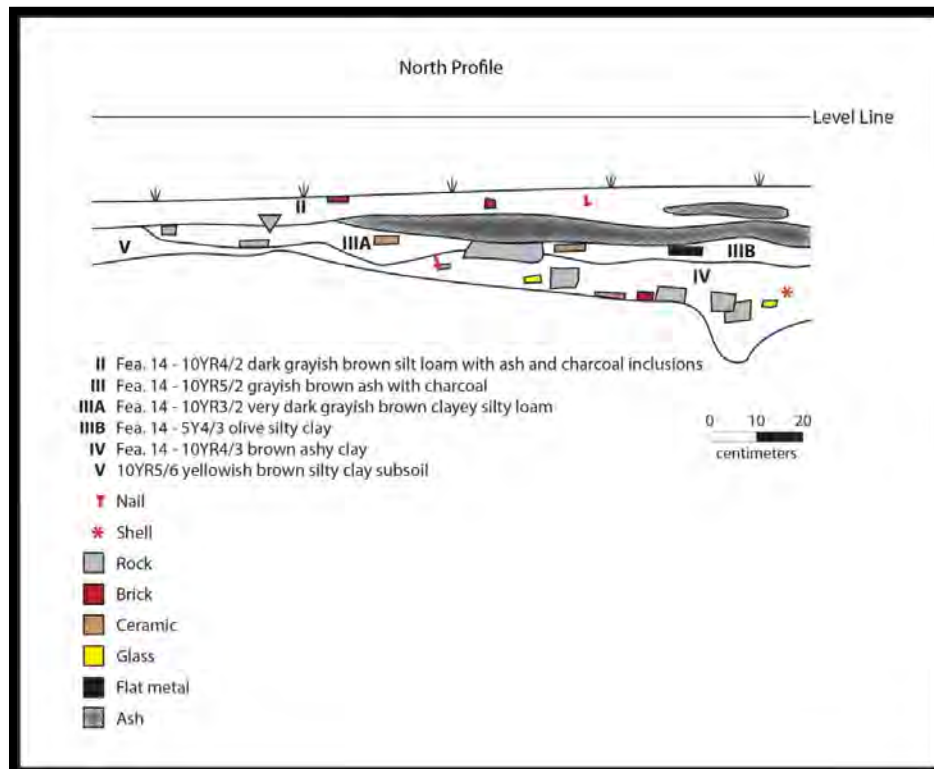 North Profile
Level Line
II
V
IIIA
IIIB
IV
II Fea. 14 - 10YR4/2 dark grayish brown silt loam with ash and charcoal inclusions
III Fea. 14 - 10YR5/2 grayish brown ash with charcoal
IIIA Fea. 14 - 10YR3/2 very dark grayish brown clayey silty loam
IIIB Fea. 14 - 5Y4/3 olive silty clay
IV Fea. 14 - 10YR4/3 brown ashy clay
V 10YR5/6 yellowish brown silty clay subsoil
0 10 20
centimeters
Nail
Shell
Rock
Brick
Ceramic
Glass
Flat metal
Ash